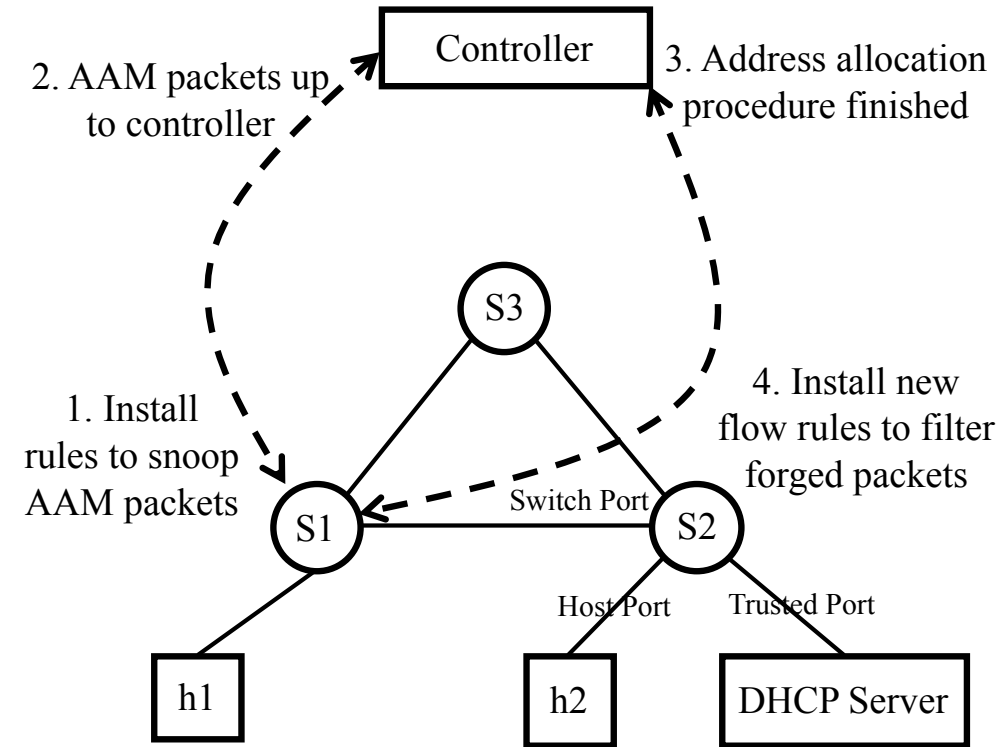 Controller
2. AAM packets up
to controller
3. Address allocation
procedure finished
S3
1. Install
rules to snoop
AAM packets
4. Install new
flow rules to filter
forged packets
Switch Port
S1
S2
Host Port
Trusted Port
h1
h2
DHCP Server